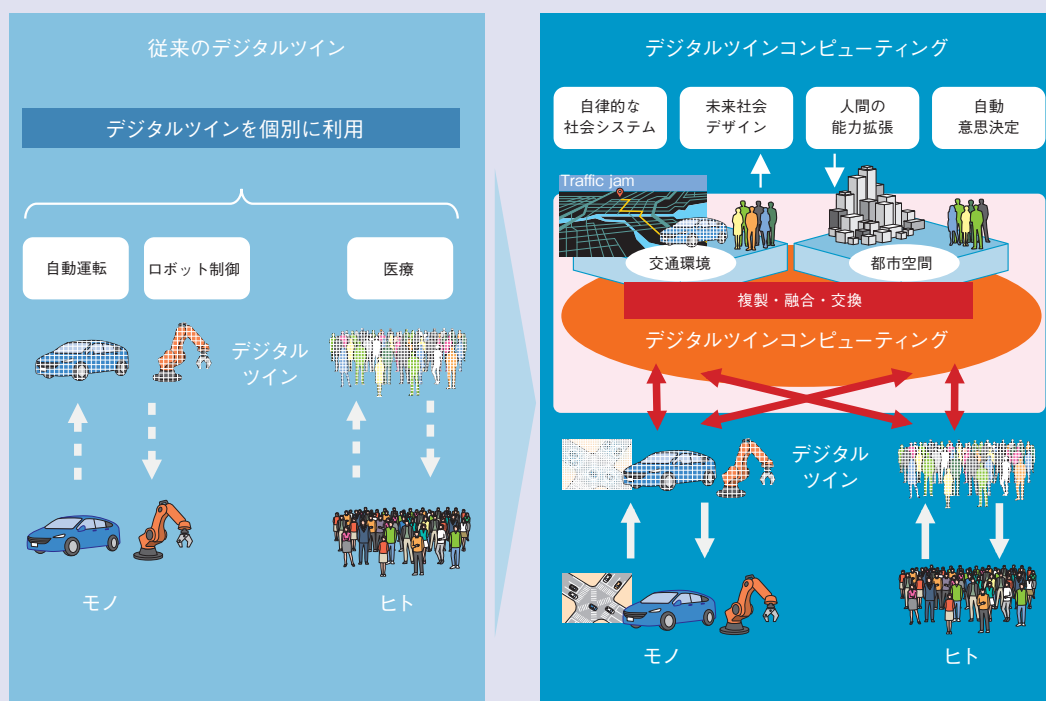 従来のデジタルツイン
デジタルツインを個別に利用
自動運転
ロボット制御
医療
デジタル
ツイン
モノ
ヒト
デジタルツインコンピューティング
自律的な
社会システム
未来社会
デザイン
人間の
能力拡張
自動
意思決定
Traffic jam
交通環境
都市空間
複製・融合・交換
デジタルツインコンピューティング
デジタル
ツイン
モノ
ヒト